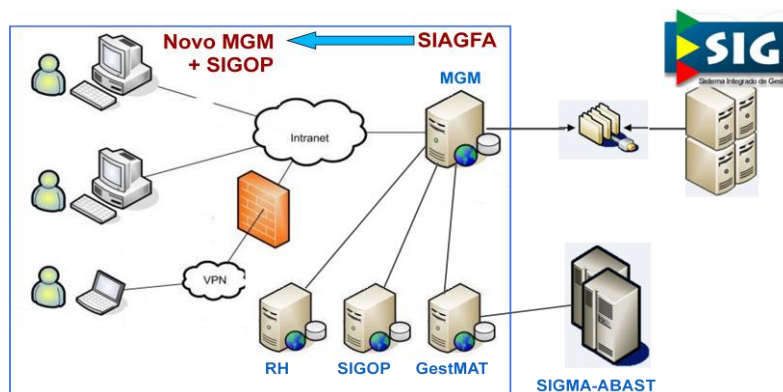 Novo MGM
+ SIGOP
SIAGFA
MGM
SIG
Sistema Integrado de Gest
Intranet
VPN
RH
SIGOP
GestMAT
SIGMA-ABAST